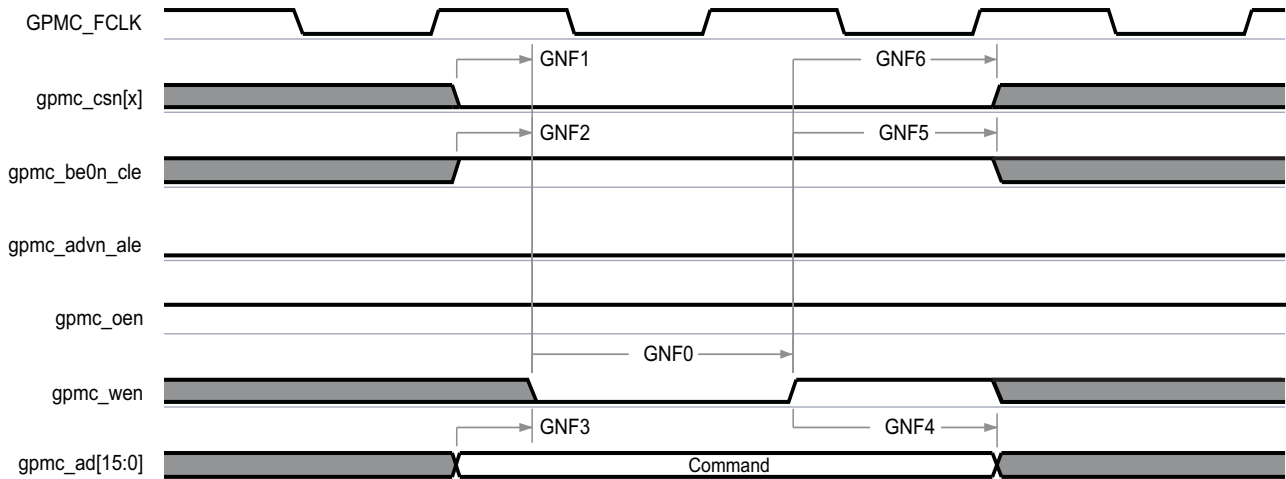 GPMC_FCLK
GNF1
GNF6
gpmc_csn[x]
GNF2
GNF5
gpmc_be0n_cle
gpmc_advn_ale
gpmc_oen
GNF0
gpmc_wen
GNF3
GNF4
gpmc_ad[15:0]
Command